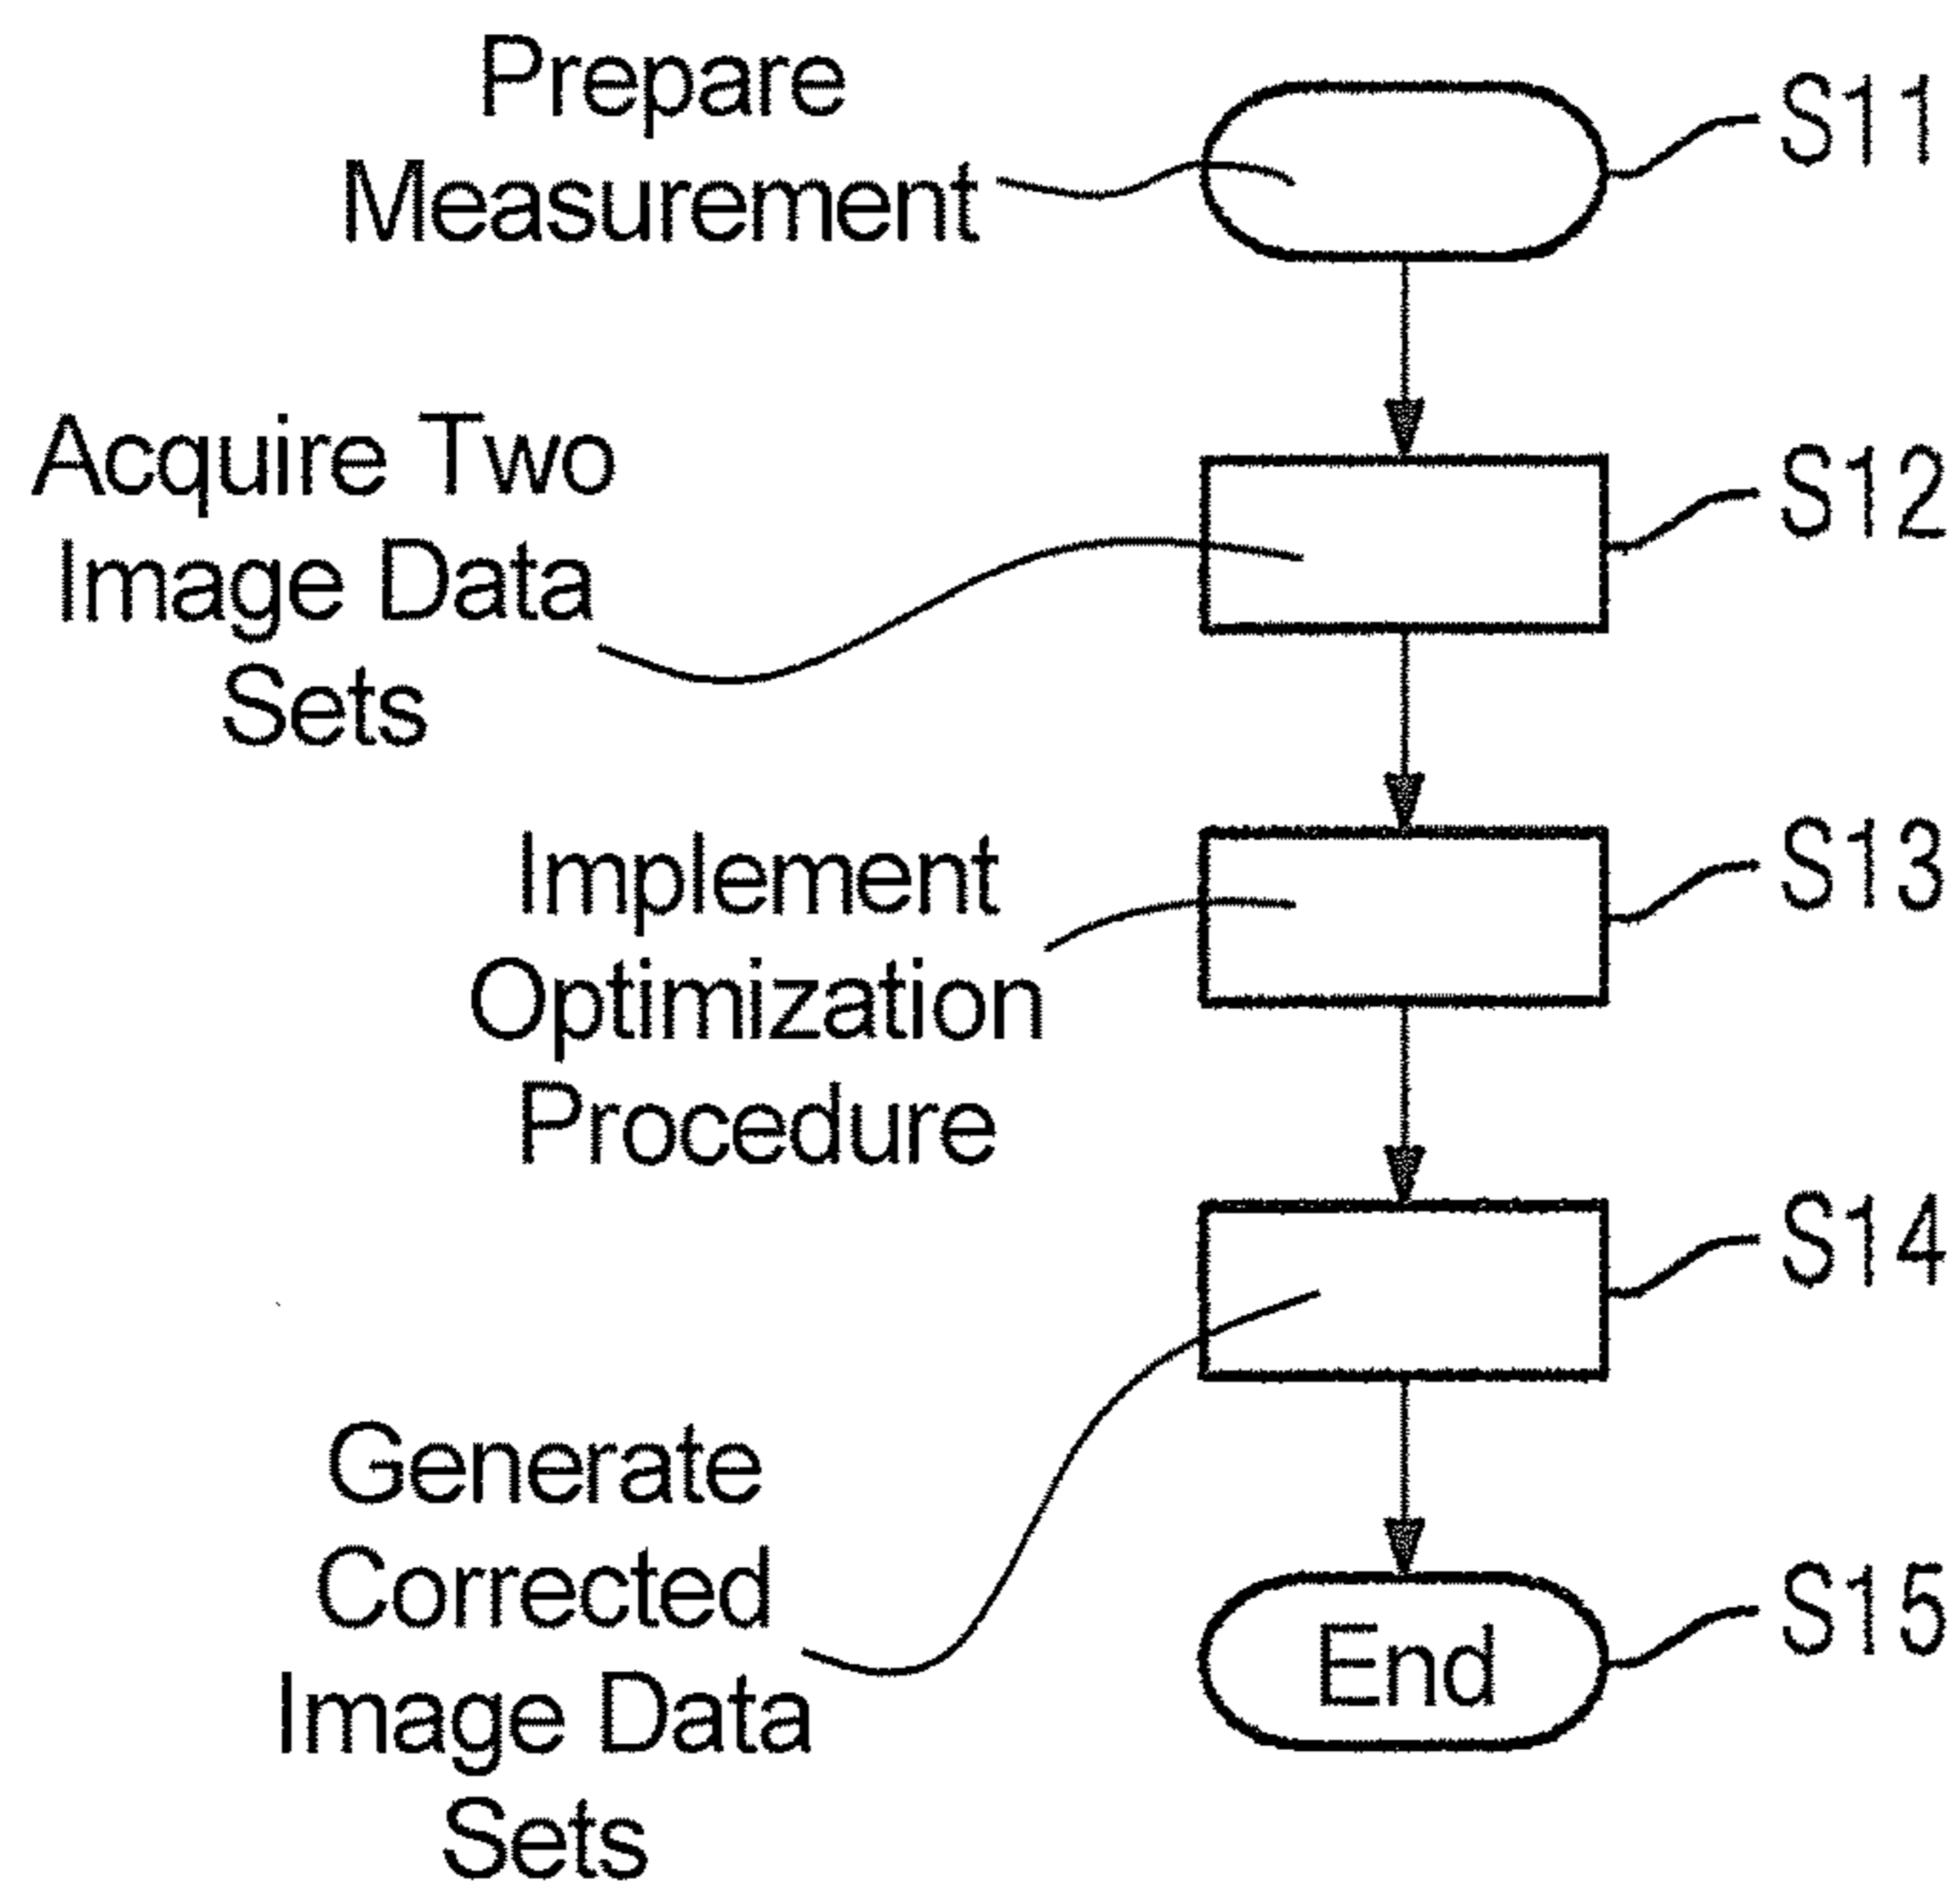 Prepare
Measurement
S11
Acquire Two
Image Data
Sets
S12
Implement
Optimization
Procedure
S13
S14
Generate
Corrected
Image Data
Sets
End
S15